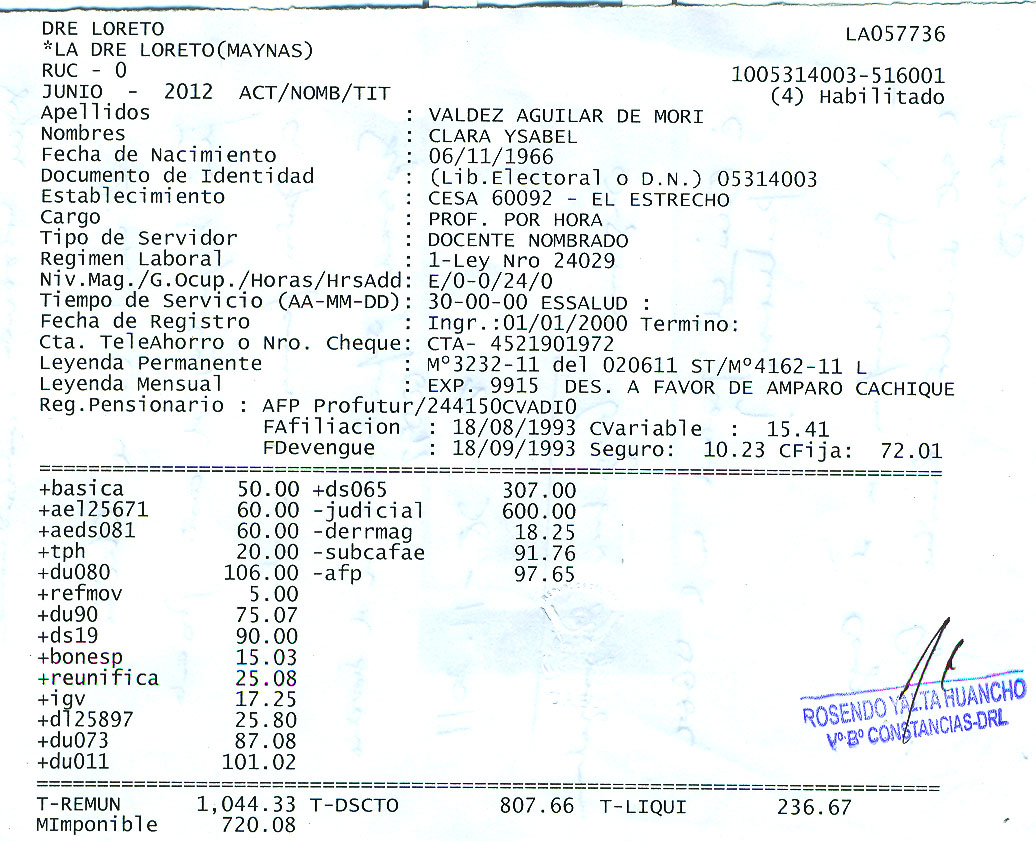 DRE LORETO
LA057736
*LA DRE LORETO(MAYNAS)
RUC - 0
1005314003-516001
JUNIO - 2012 ACT/NOMB/TIT
(4) Habilitado
Apellidos : VALDEZ AGUILAR DE MORI
Nombres : CLARA YSABEL
Fecha de Nacimiento : 06/11/1966
Documento de Identidad : (Lib.Electoral o D.N.) 05314003
Establecimiento : CESA 60092 - EL ESTRECHO
Cargo : PROF. POR HORA
Tipo de Servidor : DOCENTE NOMBRADO
Regimen Laboral : 1-Ley Nro 24029
Niv.Mag./G.Ocup./Horas/HrsAdd: E/0-0/24/0
Tiempo de Servicio (AA-MM-DD): 30-00-00 ESSALUD :
Fecha de Registro : Ingr.:01/01/2000 Termino:
Cta. TeleAhorro o Nro. Cheque: CTA- 4521901972
Leyenda Permanente : Mº3232-11 del 020611 ST/Mº4162-11 L
Leyenda Mensual : EXP. 9915 DES. A FAVOR DE AMPARO CACHIQUE
Reg.Pensionario : AFP Profutur/244150CVADI0
FAfiliacion : 18/08/1993 CVariable : 15.41
FDevengue : 18/09/1993 Seguro: 10.23 CFija: 72.01
+basica 50.00 +ds065 307.00
+ael25671 60.00 -judicial 600.00
+aeds081 60.00 -derrmag 18.25
+tph 20.00 -subcafae 91.76
+du080 106.00 -afp 97.65
+refmov 5.00
+du90 75.07
+ds19 90.00
+bonesp 15.03
+reunifica 25.08
+igv 17.25
+dl25897 25.80
+du073 87.08
+du011 101.02
ROSENDO YALTA HUANCHO
VºBº CONSTANCIAS-DRL
T-REMUN 1,044.33 T-DSCTO 807.66 T-LIQUI 236.67
MImponible 720.08